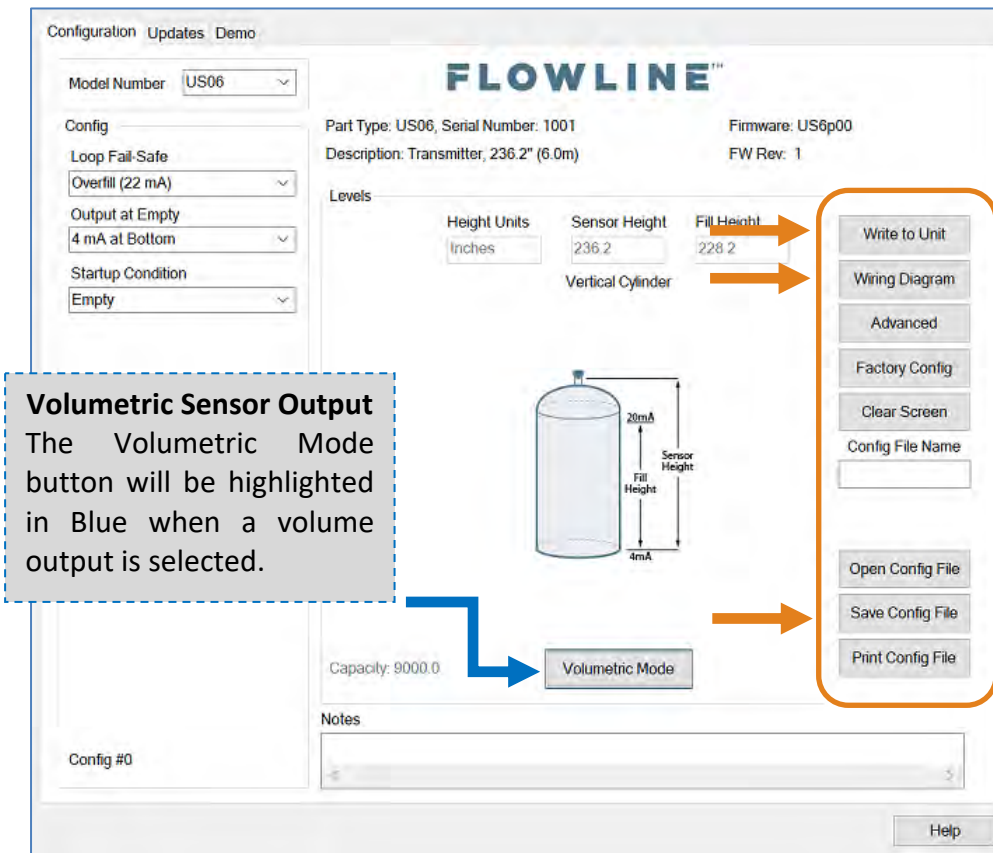 Configuration Updates Demo
Model Number US06
FLOWLINE™
Config
Loop Fail-Safe
Overfill (22 mA)
Output at Empty
4 mA at Bottom
Startup Condition
Empty
Part Type: US06, Serial Number: 1001
Firmware: US6p00
Description: Transmitter, 236.2" (6.0m)
FW Rev: 1
Levels
Height Units Sensor Height Fill Height
Inches 236.2 228.2
Vertical Cylinder
20mA
Sensor
Height
Fill
Height
4mA
Volumetric Sensor Output
The Volumetric Mode
button will be highlighted
in Blue when a volume
output is selected.
Capacity: 9000.0
Volumetric Mode
Write to Unit
Wiring Diagram
Advanced
Factory Config
Clear Screen
Config File Name
Open Config File
Save Config File
Print Config File
Notes
Config #0
Help